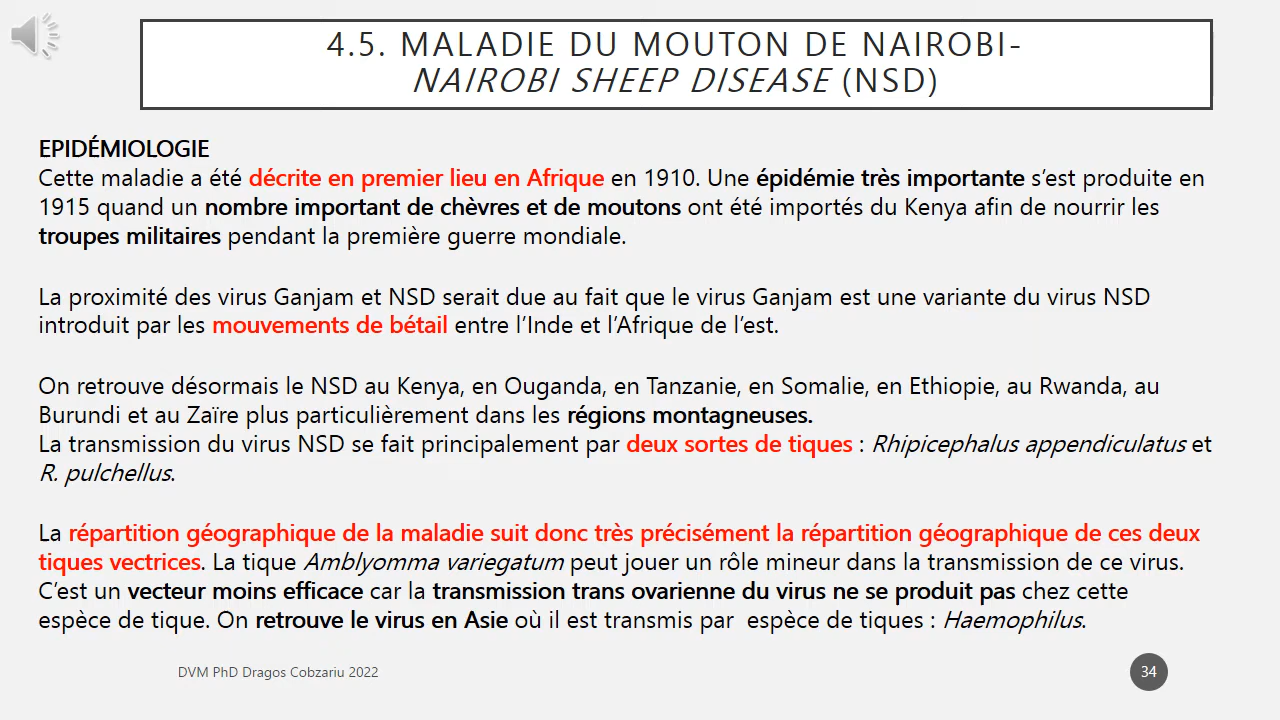 4.5. MALADIE DU MOUTON DE NAIROBI-
NAIROBI SHEEP DISEASE (NSD)
EPIDÉMIOLOGIE
Cette maladie a été décrite en premier lieu en Afrique en 1910. Une épidémie très importante s’est produite en
1915 quand un nombre important de chèvres et de moutons ont été importés du Kenya afin de nourrir les
troupes militaires pendant la première guerre mondiale.
La proximité des virus Ganjam et NSD serait due au fait que le virus Ganjam est une variante du virus NSD
introduit par les mouvements de bétail entre l’Inde et l’Afrique de l’est.
On retrouve désormais le NSD au Kenya, en Ouganda, en Tanzanie, en Somalie, en Ethiopie, au Rwanda, au
Burundi et au Zaïre plus particulièrement dans les régions montagneuses.
La transmission du virus NSD se fait principalement par deux sortes de tiques : Rhipicephalus appendiculatus et
R. pulchellus.
La répartition géographique de la maladie suit donc très précisément la répartition géographique de ces deux
tiques vectrices. La tique Amblyomma variegatum peut jouer un rôle mineur dans la transmission de ce virus.
C’est un vecteur moins efficace car la transmission trans ovarienne du virus ne se produit pas chez cette
espèce de tique. On retrouve le virus en Asie où il est transmis par  espèce de tiques : Haemophilus.
DVM PhD Dragos Cobzariu 2022
34